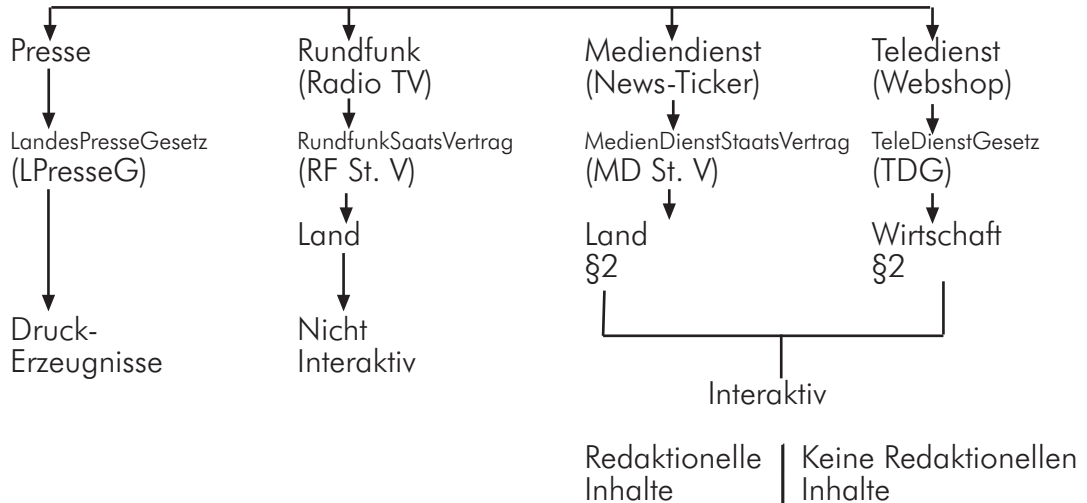 Presse
Rundfunk
(Radio TV)
Mediendienst
(News-Ticker)
Teledienst
(Webshop)
LandesPresseGesetz
(LPresseG)
RundfunkSaatsVertrag
(RF St. V)
MedienDienstStaatsVertrag
(MD St. V)
TeleDienstGesetz
(TDG)
Land
Land
§2
Wirtschaft
§2
Druck-
Erzeugnisse
Nicht
Interaktiv
Interaktiv
Redaktionelle
Inhalte
Keine Redaktionellen
Inhalte